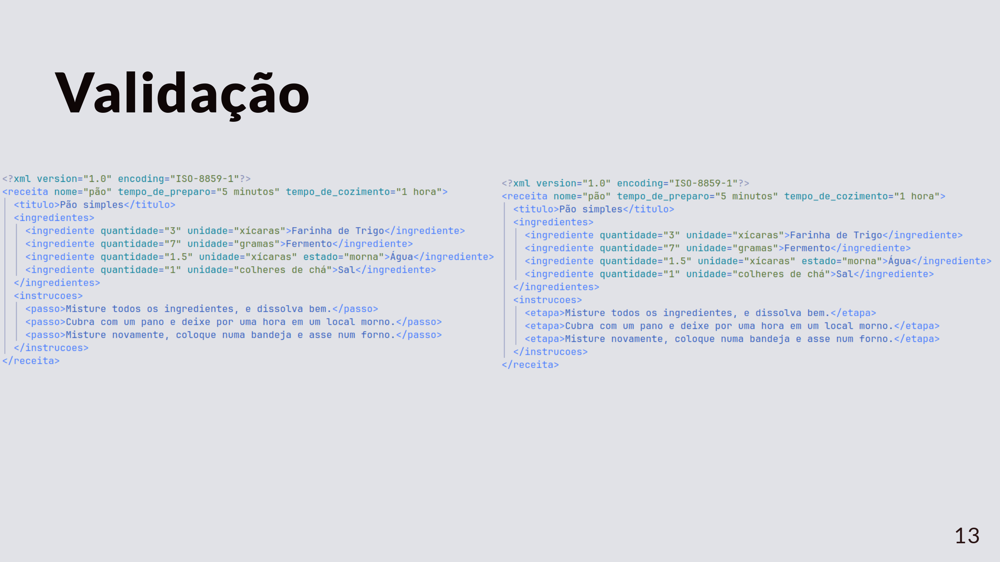 Validação
<?xml version="1.0" encoding="ISO-8859-1"?>
<receita nome="pão" tempo_de_preparo="5 minutos" tempo_de_cozimento="1 hora">
<titulo>Pão simples</titulo>
<ingredientes>
<ingrediente quantidade="3" unidade="xícaras">Farinha de Trigo</ingrediente>
<ingrediente quantidade="7" unidade="gramas">Fermento</ingrediente>
<ingrediente quantidade="1.5" unidade="xícaras" estado="morna">Água</ingrediente>
<ingrediente quantidade="1" unidade="colheres de chá">Sal</ingrediente>
</ingredientes>
<instrucoes>
<passo>Misture todos os ingredientes, e dissolva bem.</passo>
<passo>Cubra com um pano e deixe por uma hora em um local morno.</passo>
<passo>Misture novamente, coloque numa bandeja e asse num forno.</passo>
</instrucoes>
</receita>
<?xml version="1.0" encoding="ISO-8859-1"?>
<receita nome="pão" tempo_de_preparo="5 minutos" tempo_de_cozimento="1 hora">
<titulo>Pão simples</titulo>
<ingredientes>
<ingrediente quantidade="3" unidade="xícaras">Farinha de Trigo</ingrediente>
<ingrediente quantidade="7" unidade="gramas">Fermento</ingrediente>
<ingrediente quantidade="1.5" unidade="xícaras" estado="morna">Água</ingrediente>
<ingrediente quantidade="1" unidade="colheres de chá">Sal</ingrediente>
</ingredientes>
<instrucoes>
<etapa>Misture todos os ingredientes, e dissolva bem.</etapa>
<etapa>Cubra com um pano e deixe por uma hora em um local morno.</etapa>
<etapa>Misture novamente, coloque numa bandeja e asse num forno.</etapa>
</instrucoes>
</receita>
13